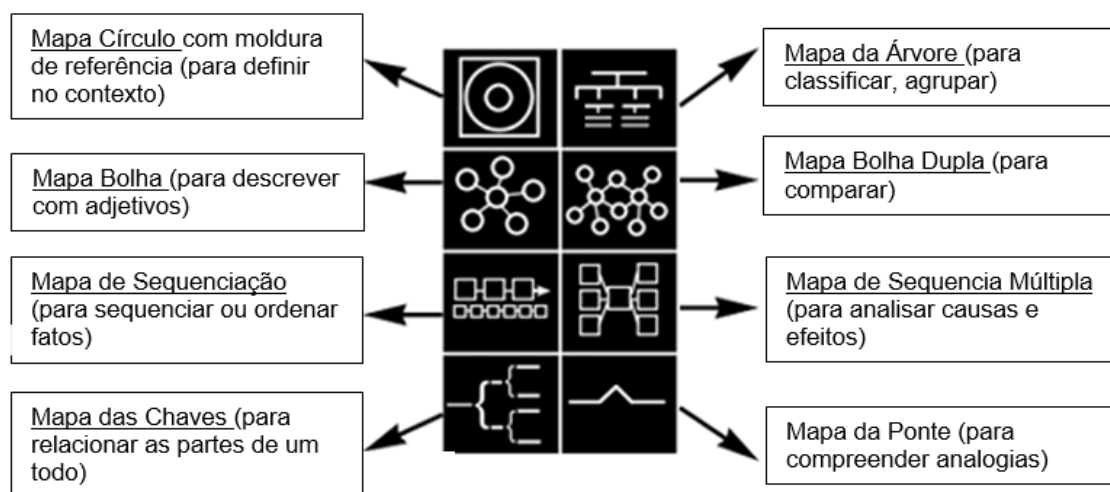 Mapa Círculo com moldura
de referência (para definir
no contexto)
Mapa da Árvore (para
classificar, agrupar)
Mapa Bolha (para descrever
com adjetivos)
Mapa Bolha Dupla (para
comparar)
Mapa de Sequenciação
(para sequenciar ou ordenar
fatos)
Mapa de Sequencia Múltipla
(para analisar causas e
efeitos)
Mapa das Chaves (para
relacionar as partes de um
todo)
Mapa da Ponte (para
compreender analogias)